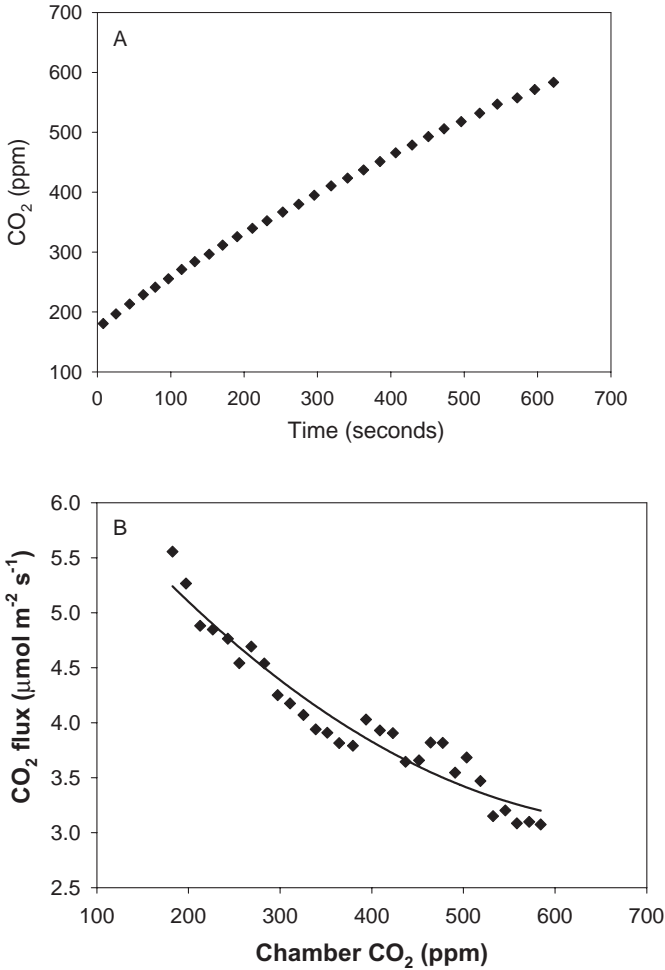 A
700
600
500
400
300
200
100
CO₂ (ppm)
0 100 200 300 400 500 600 700
Time (seconds)
B
6.0
5.5
5.0
4.5
4.0
3.5
3.0
2.5
CO₂ flux (μmol m⁻² s⁻¹)
100 200 300 400 500 600 700
Chamber CO₂ (ppm)